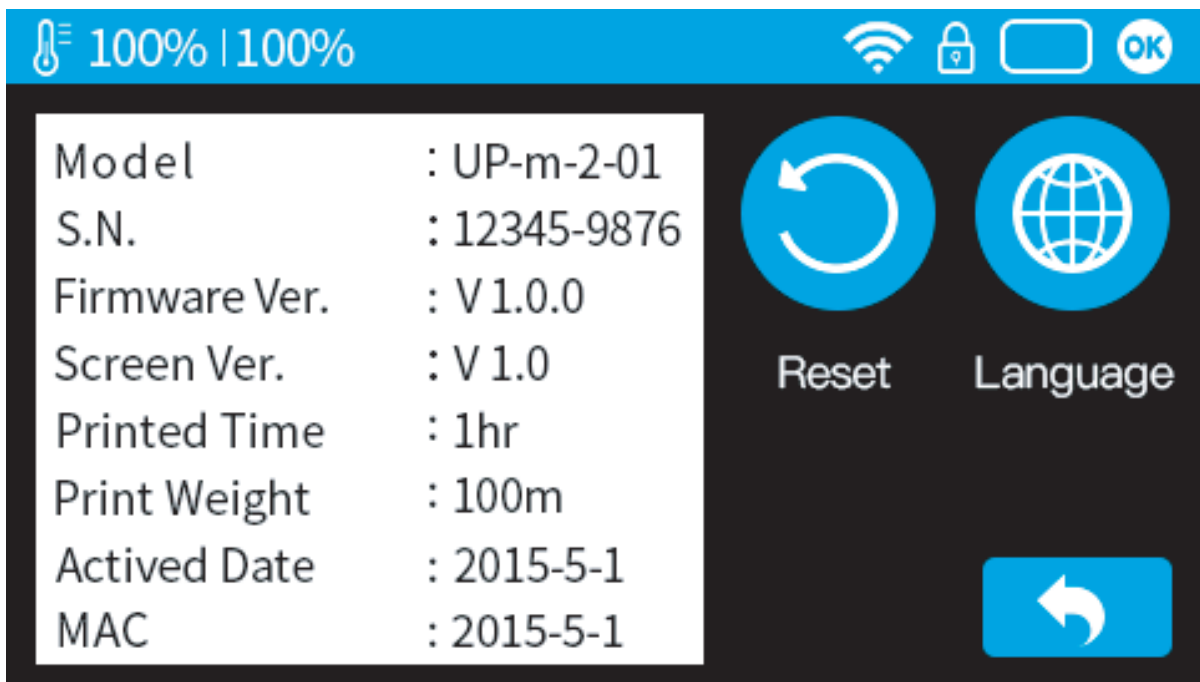 100% | 100% OK
Model : UP-m-2-01
S.N. : 12345-9876
Firmware Ver. : V 1.0.0
Screen Ver. : V 1.0
Printed Time : 1hr
Print Weight : 100m
Actived Date : 2015-5-1
MAC : 2015-5-1
Reset
Language